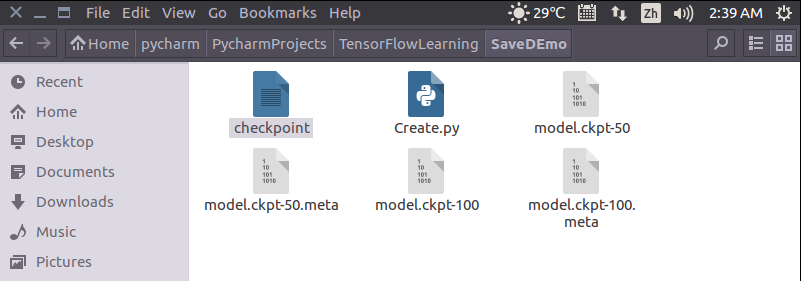 File Edit View Go Bookmarks Help 29℃ Zh 2:39 AM
Home pycharm PycharmProjects TensorFlowLearning SaveDEmo
Recent
Home
Desktop
Documents
Downloads
Music
Pictures
checkpoint Create.py model.ckpt-50
model.ckpt-50.meta model.ckpt-100 model.ckpt-100.
meta